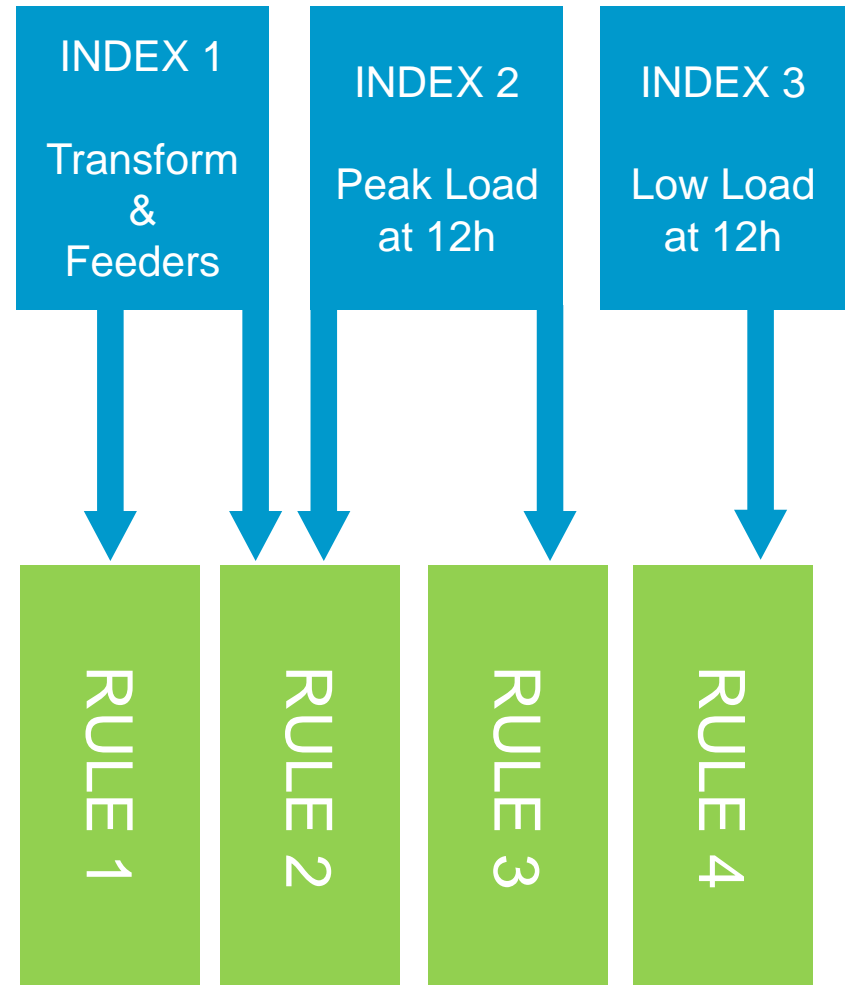 INDEX 1
Transform
&
Feeders
INDEX 2
Peak Load
at 12h
INDEX 3
Low Load
at 12h
RULE 1
RULE 2
RULE 3
RULE 4